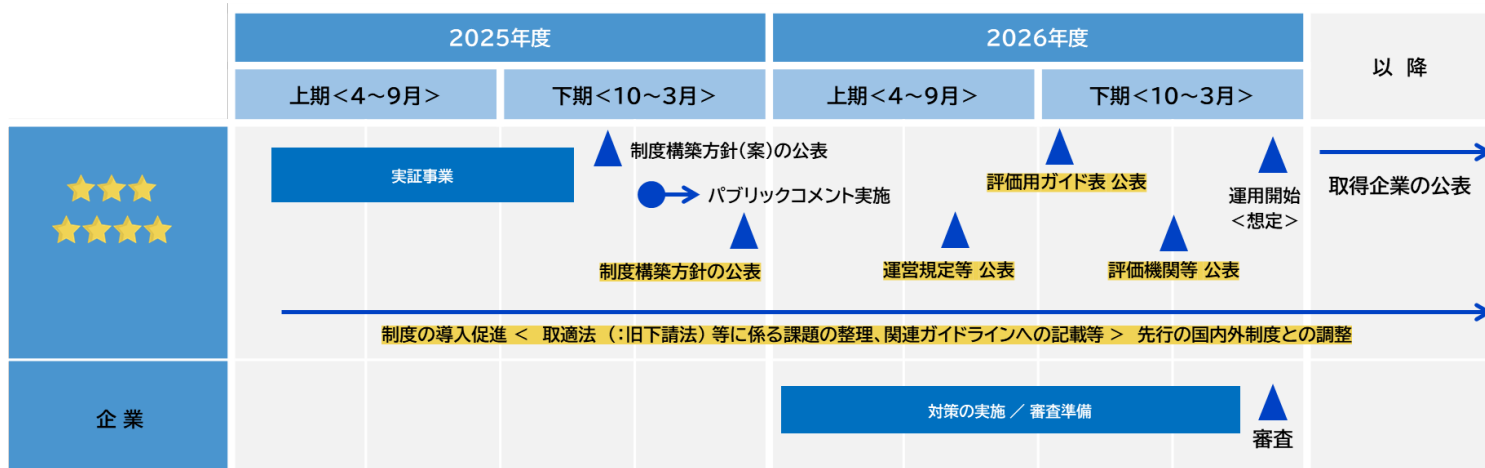 2025年度
2026年度
以 降
上期<4～9月>
下期<10～3月>
上期<4～9月>
下期<10～3月>
実証事業
制度構築方針(案)の公表
パブリックコメント実施
制度構築方針の公表
評価用ガイド表 公表
運営規定等 公表
評価機関等 公表
運用開始
<想定>
取得企業の公表
制度の導入促進 < 取適法 (:旧下請法) 等に係る課題の整理、関連ガイドラインへの記載等 > 先行の国内外制度との調整
企 業
対策の実施 / 審査準備
審査